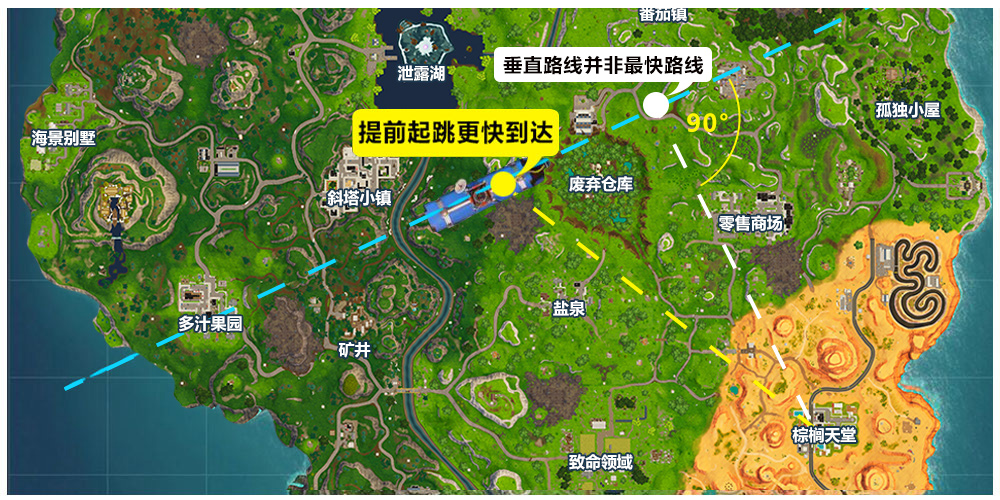 番茄镇
垂直路线并非最快路线
泄露湖
孤独小屋
90°
提前起跳更快到达
海景别墅
废弃仓库
斜塔小镇
零售商场
盐泉
多汁果园
矿井
棕榈天堂
致命领域